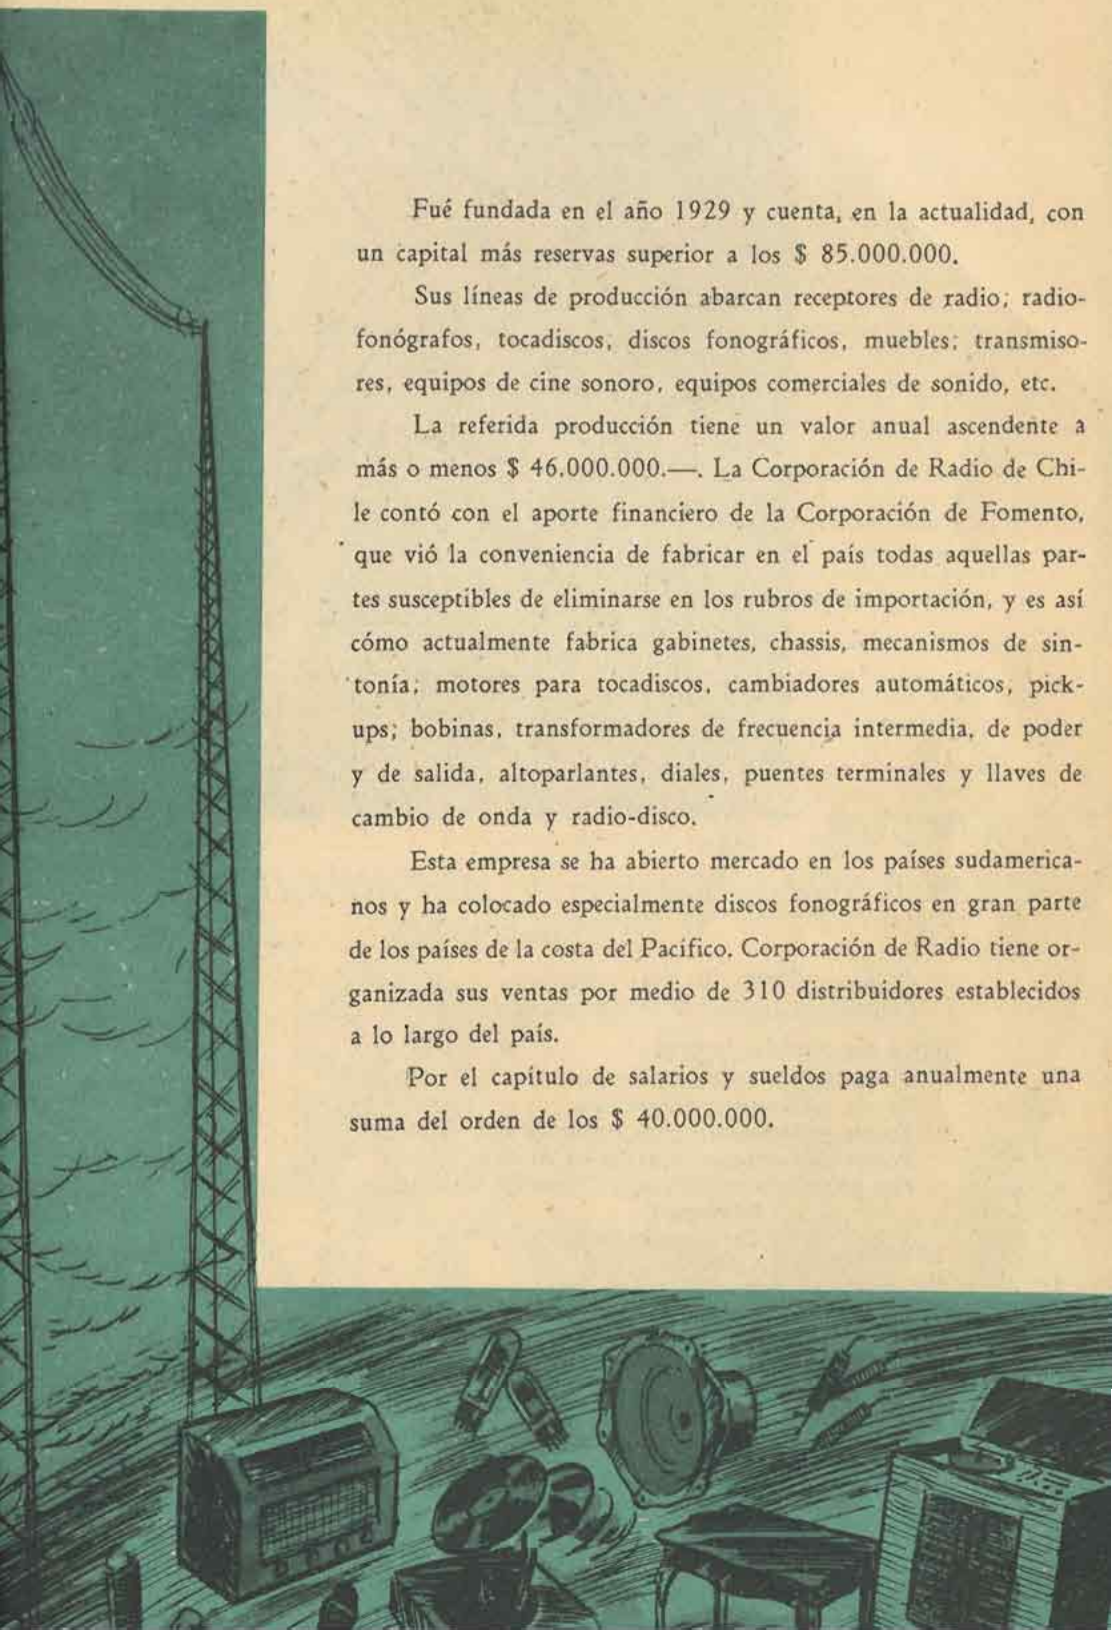 Fué fundada en el año 1929 y cuenta, en la actualidad, con
un capital más reservas superior a los $ 85.000.000.
Sus líneas de producción abarcan receptores de radio; radio-
fonógrafos, tocadiscos, discos fonográficos, muebles; transmiso-
res, equipos de cine sonoro, equipos comerciales de sonido, etc.
La referida producción tiene un valor anual ascendente a
más o menos $ 46.000.000.—. La Corporación de Radio de Chi-
le contó con el aporte financiero de la Corporación de Fomento,
que vió la conveniencia de fabricar en el país todas aquellas par-
tes susceptibles de eliminarse en los rubros de importación, y es así
cómo actualmente fabrica gabinetes, chassis, mecanismos de sin-
tonía; motores para tocadiscos, cambiadores automáticos, pick-
ups; bobinas, transformadores de frecuencia intermedia, de poder
y de salida, altoparlantes, diales, puentes terminales y llaves de
cambio de onda y radio-disco.
Esta empresa se ha abierto mercado en los países sudamerica-
nos y ha colocado especialmente discos fonográficos en gran parte
de los países de la costa del Pacífico. Corporación de Radio tiene or-
ganizada sus ventas por medio de 310 distribuidores establecidos
a lo largo del país.
Por el capítulo de salarios y sueldos paga anualmente una
suma del orden de los $ 40.000.000.